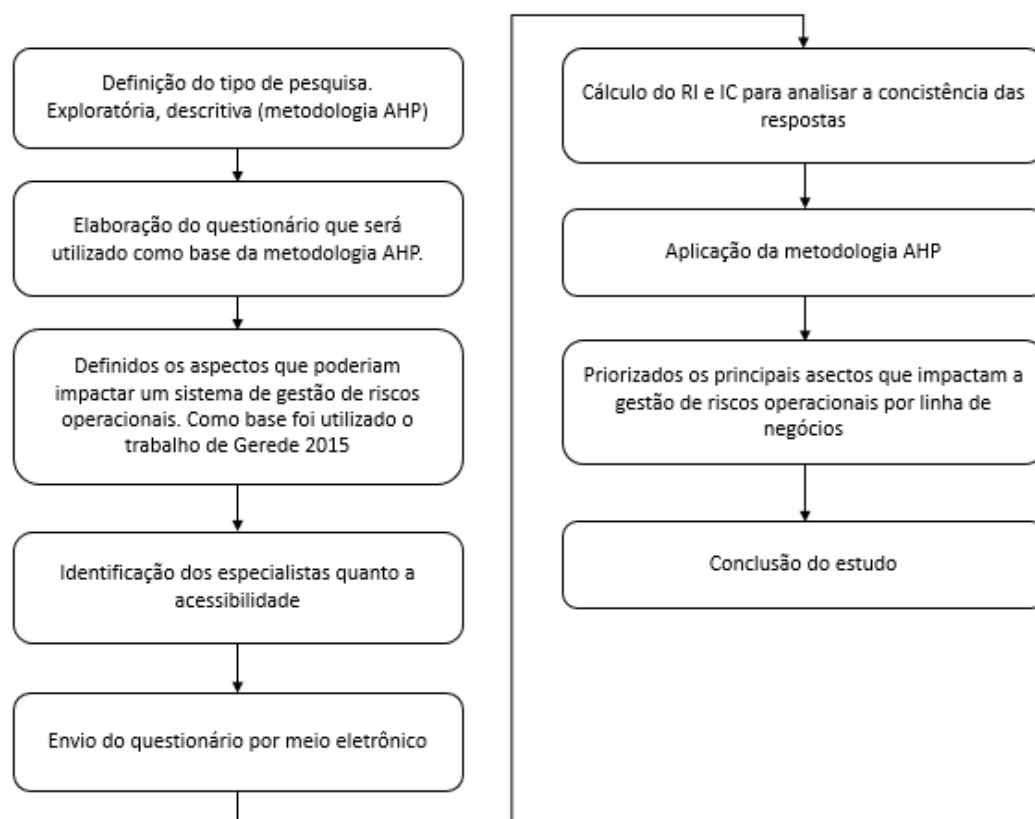 Definição do tipo de pesquisa.
Exploratória, descritiva (metodologia AHP)
Elaboração do questionário que será
utilizado como base da metodologia AHP.
Definidos os aspectos que poderiam
impactar um sistema de gestão de riscos
operacionais. Como base foi utilizado o
trabalho de Gerede 2015
Identificação dos especialistas quanto a
acessibilidade
Envio do questionário por meio eletrônico
Cálculo do RI e IC para analisar a concistência das
respostas
Aplicação da metodologia AHP
Priorizados os principais asectos que impactam a
gestão de riscos operacionais por linha de
negócios
Conclusão do estudo